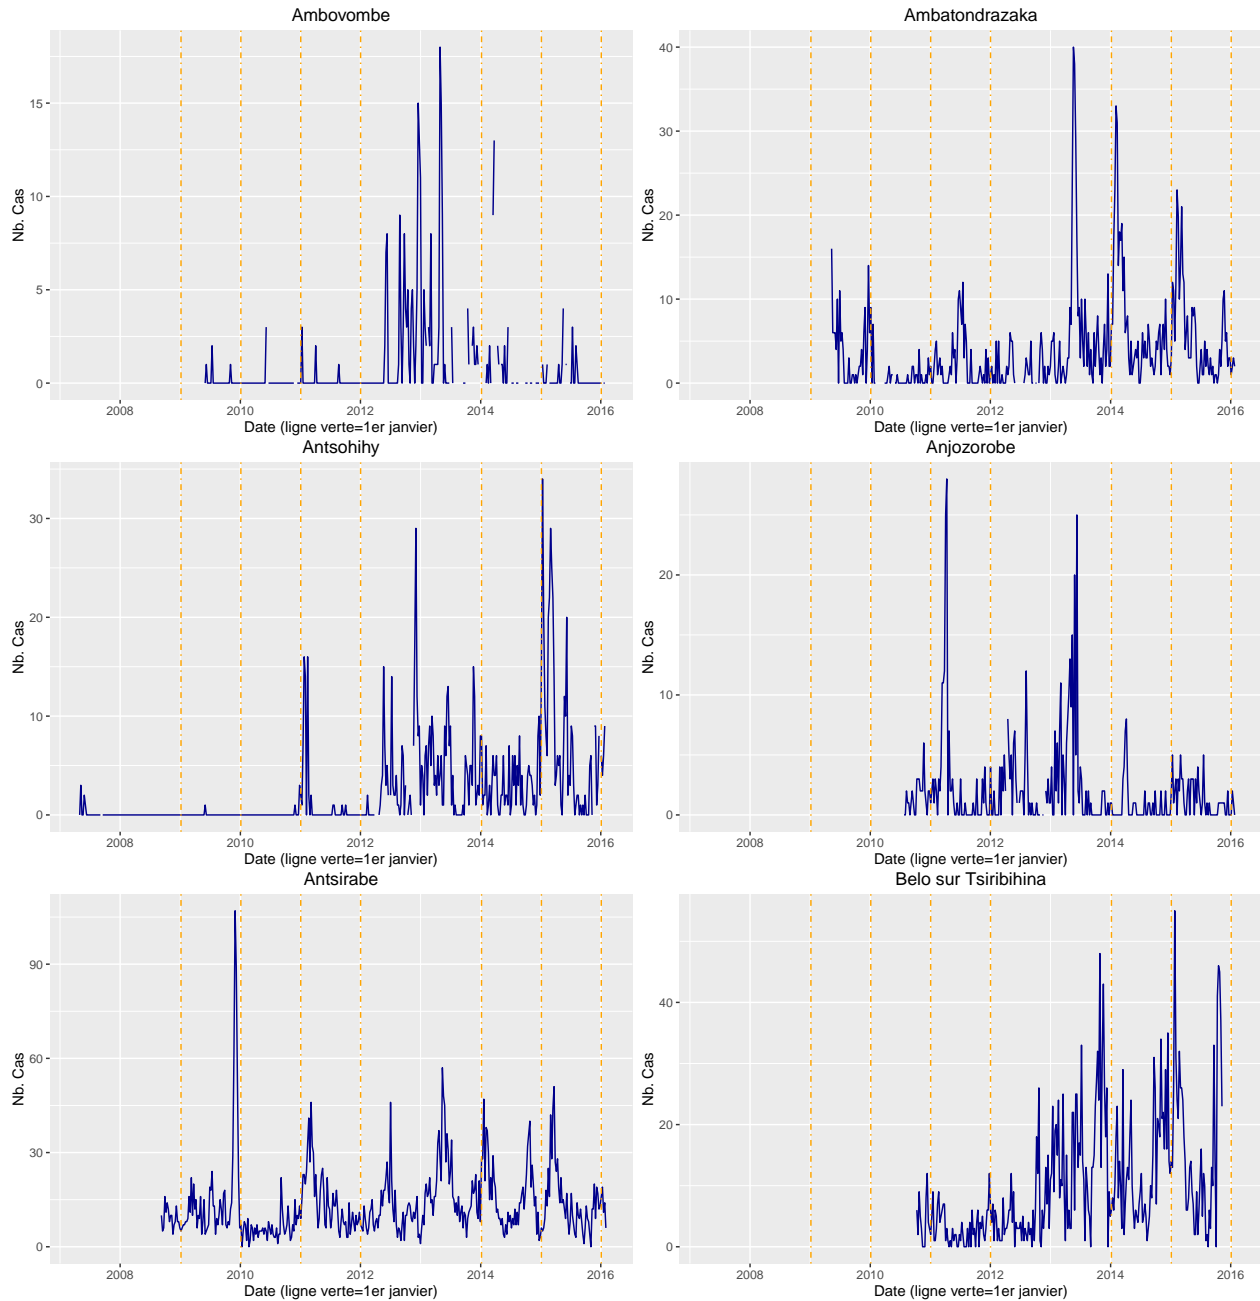 Ambovombe
Nb. Cas
15
10
5
0
2008 2010 2012 2014 2016
Date (ligne verte=1er janvier)
Ambatondrazaka
Nb. Cas
40
30
20
10
0
2008 2010 2012 2014 2016
Date (ligne verte=1er janvier)
Antsohihy
Nb. Cas
30
20
10
0
2008 2010 2012 2014 2016
Date (ligne verte=1er janvier)
Anjozorobe
Nb. Cas
20
10
0
2008 2010 2012 2014 2016
Date (ligne verte=1er janvier)
Antsirabe
Nb. Cas
90
60
30
0
2008 2010 2012 2014 2016
Date (ligne verte=1er janvier)
Belo sur Tsiribihina
Nb. Cas
40
20
0
2008 2010 2012 2014 2016
Date (ligne verte=1er janvier)